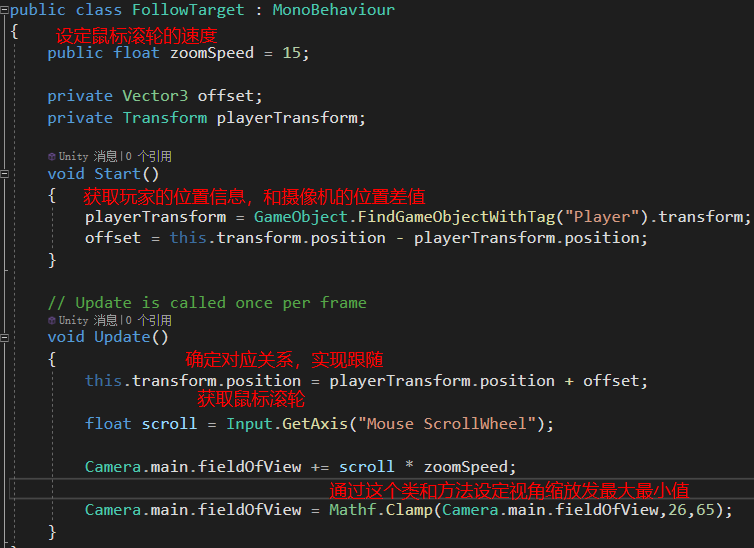 public class FollowTarget : MonoBehaviour
{
设定鼠标滚轮的速度
public float zoomSpeed = 15;
private Vector3 offset;
private Transform playerTransform;
Unity 消息|0 个引用
void Start()
{
获取玩家的位置信息，和摄像机的位置差值
playerTransform = GameObject.FindGameObjectWithTag("Player").transform;
offset = this.transform.position - playerTransform.position;
}
// Update is called once per frame
Unity 消息|0 个引用
void Update()
{
确定对应关系，实现跟随
this.transform.position = playerTransform.position + offset;
获取鼠标滚轮
float scroll = Input.GetAxis("Mouse ScrollWheel");
Camera.main.fieldOfView += scroll * zoomSpeed;
通过这个类和方法设定视角缩放发最大最小值
Camera.main.fieldOfView = Mathf.Clamp(Camera.main.fieldOfView,26,65);
}